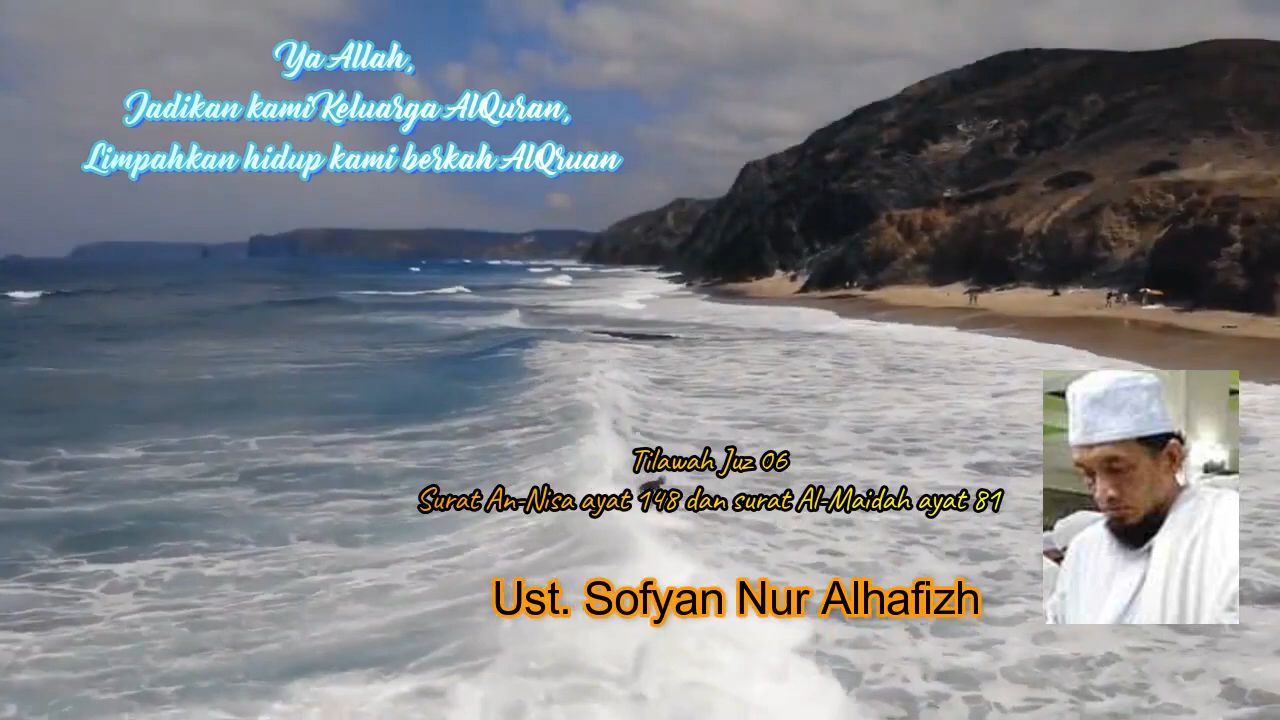 Ya Allah,
Jadikan kami Keluarga AlQuran,
Limpahkan hidup kami berkah AlQruan
Tilawah Juz 06
Surat An-Nisa ayat 148 dan surat Al-Maidah ayat 81
Ust. Sofyan Nur Alhafizh